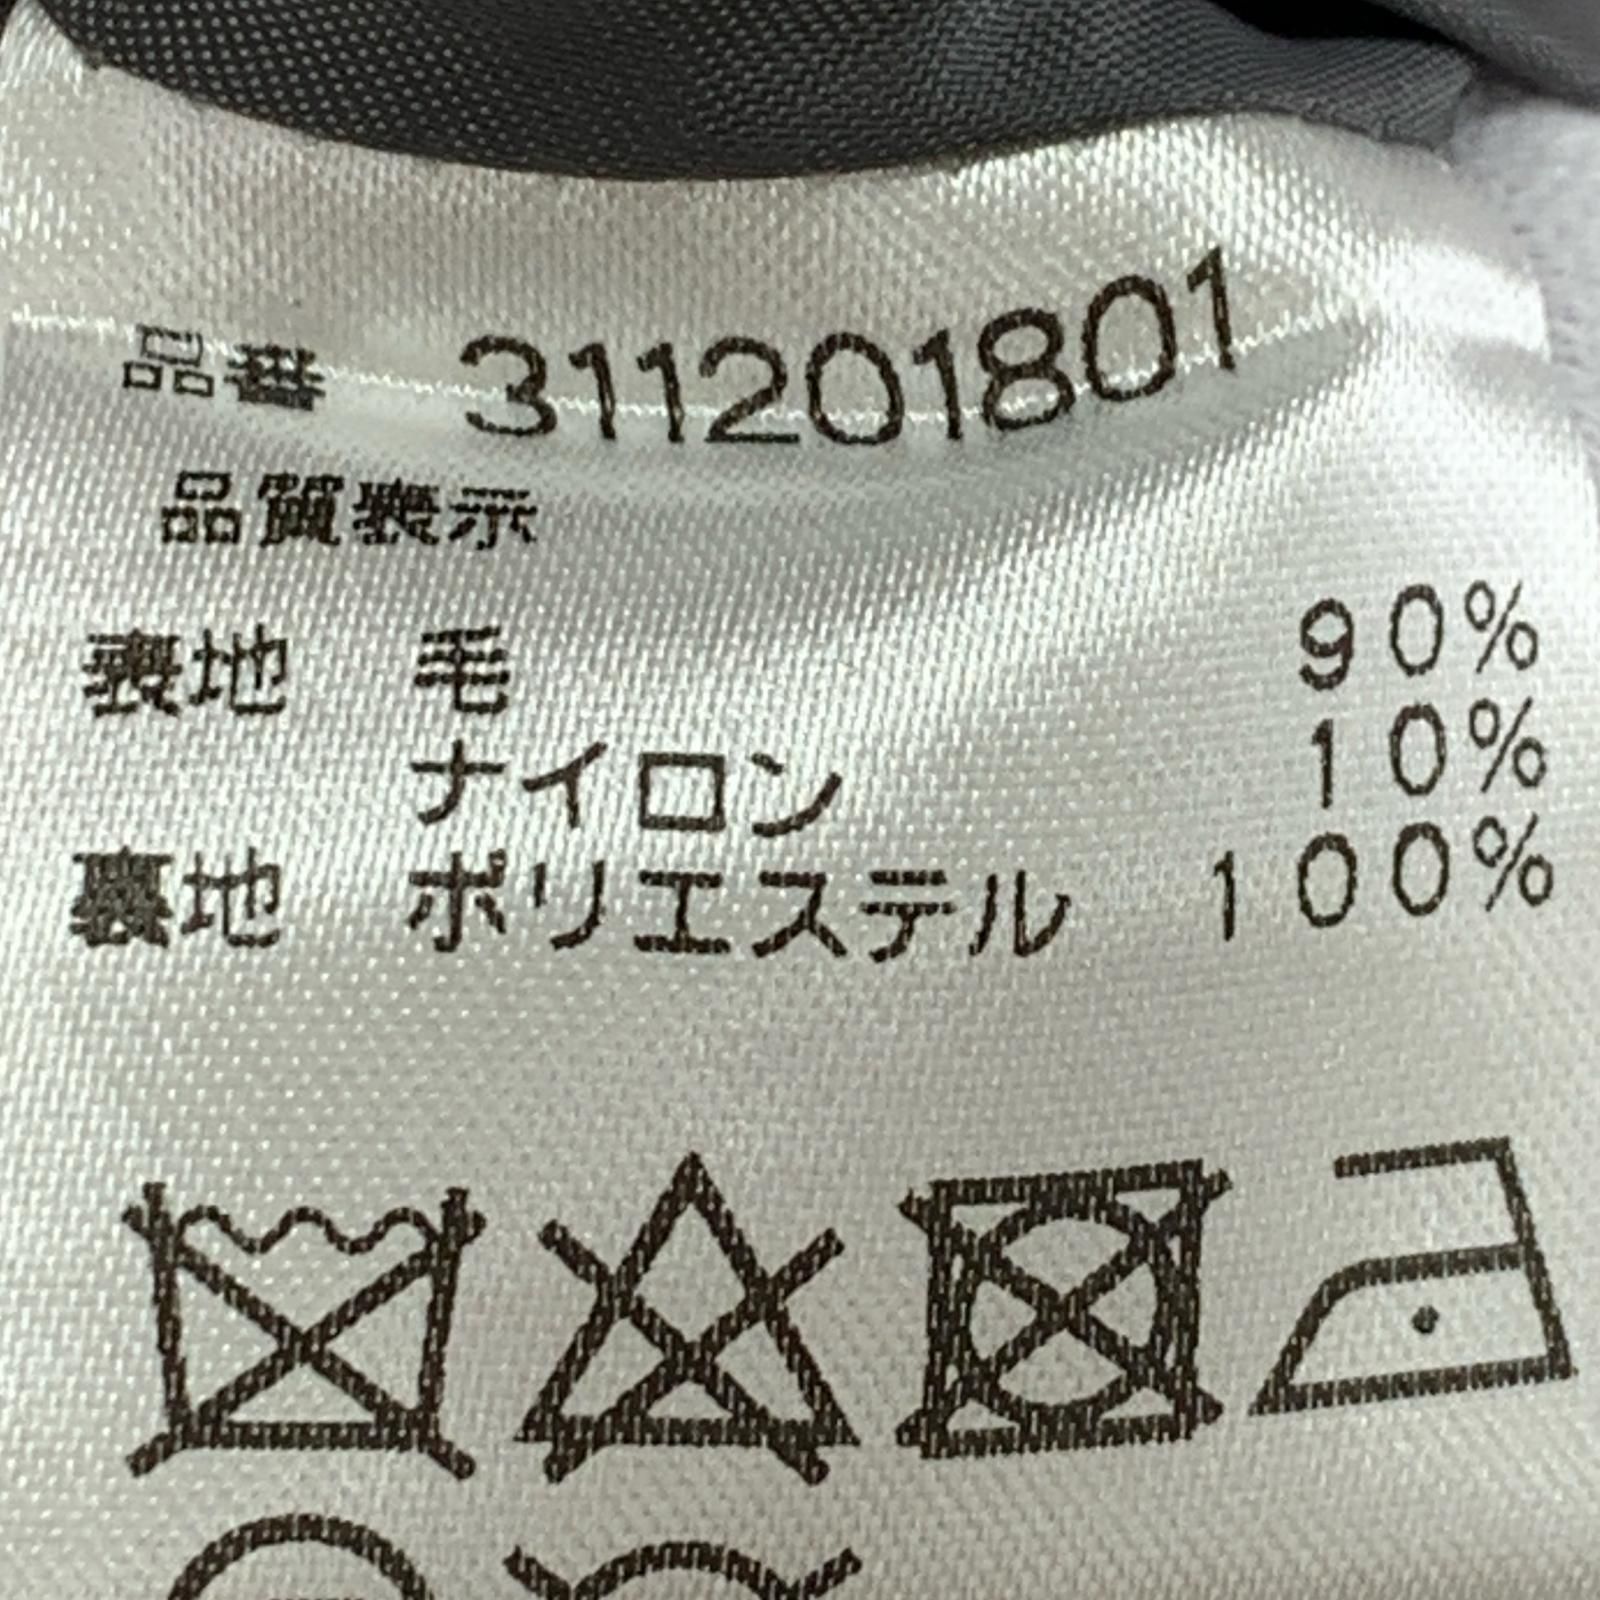 品番 311201801
品質表示
表地 毛 90%
ナイロン 10%
裏地 ポリエステル 100%